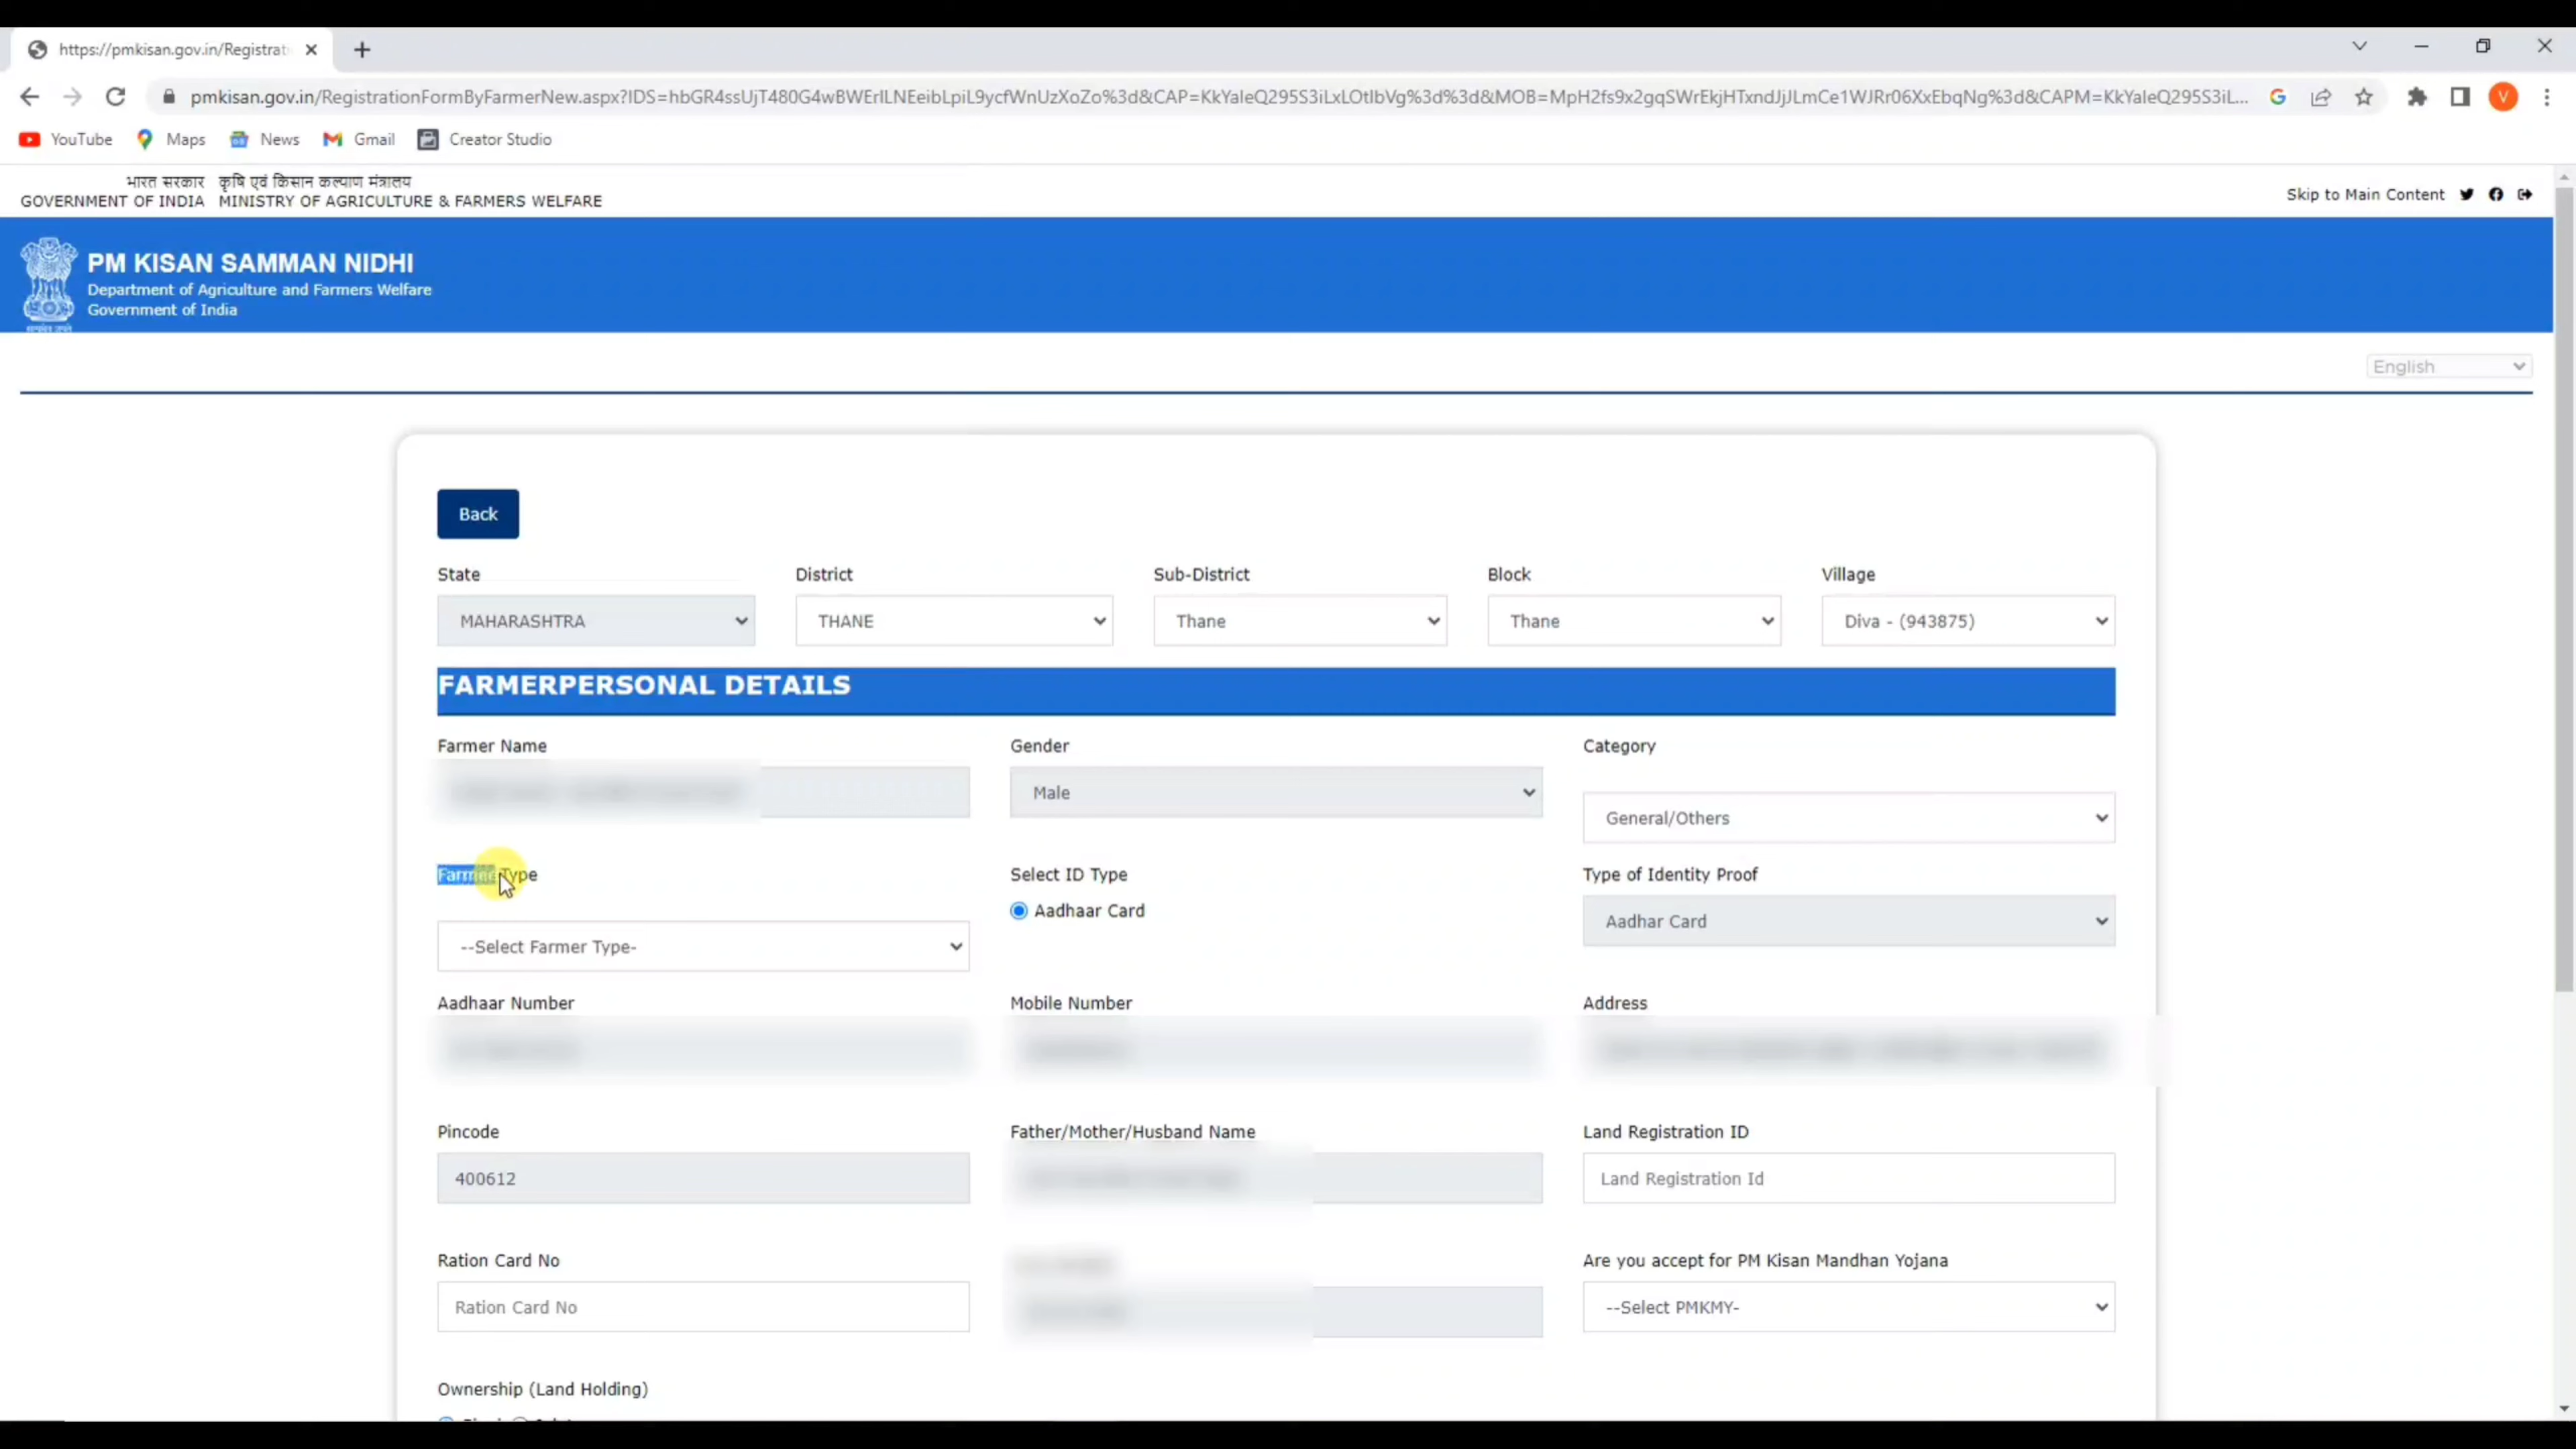 https://pmkisan.gov.in/Registrat
pmkisan.gov.in/RegistrationFormByFarmerNew.aspx?IDS=hbGR4ssUjT480G4wBWErILNEeibLpiL9ycfWnUzXoZo%3d&CAP=KkYaleQ295S3iLxLOtIbVg%3d%3d&MOB=MpH2fs9x2gqSWrEkjHTxndJjJLmCe1WJRr06XxEbqNg%3d&CAPM=KkYaleQ295S3iL...
V
YouTube Maps News Gmail Creator Studio
भारत सरकार कृषि एवं किसान कल्याण मंत्रालय
GOVERNMENT OF INDIA MINISTRY OF AGRICULTURE & FARMERS WELFARE
Skip to Main Content
PM KISAN SAMMAN NIDHI
Department of Agriculture and Farmers Welfare
Government of India
सत्यमेव जयते
English
Back
State District Sub-District Block Village
MAHARASHTRA THANE Thane Thane Diva - (943875)
FARMERPERSONAL DETAILS
Farmer Name Gender Category
Male
General/Others
Farmer Type Select ID Type Type of Identity Proof
Aadhaar Card Aadhar Card
--Select Farmer Type-
Aadhaar Number Mobile Number Address
Pincode Father/Mother/Husband Name Land Registration ID
400612 Land Registration Id
Ration Card No Are you accept for PM Kisan Mandhan Yojana
Ration Card No --Select PMKMY-
Ownership (Land Holding)